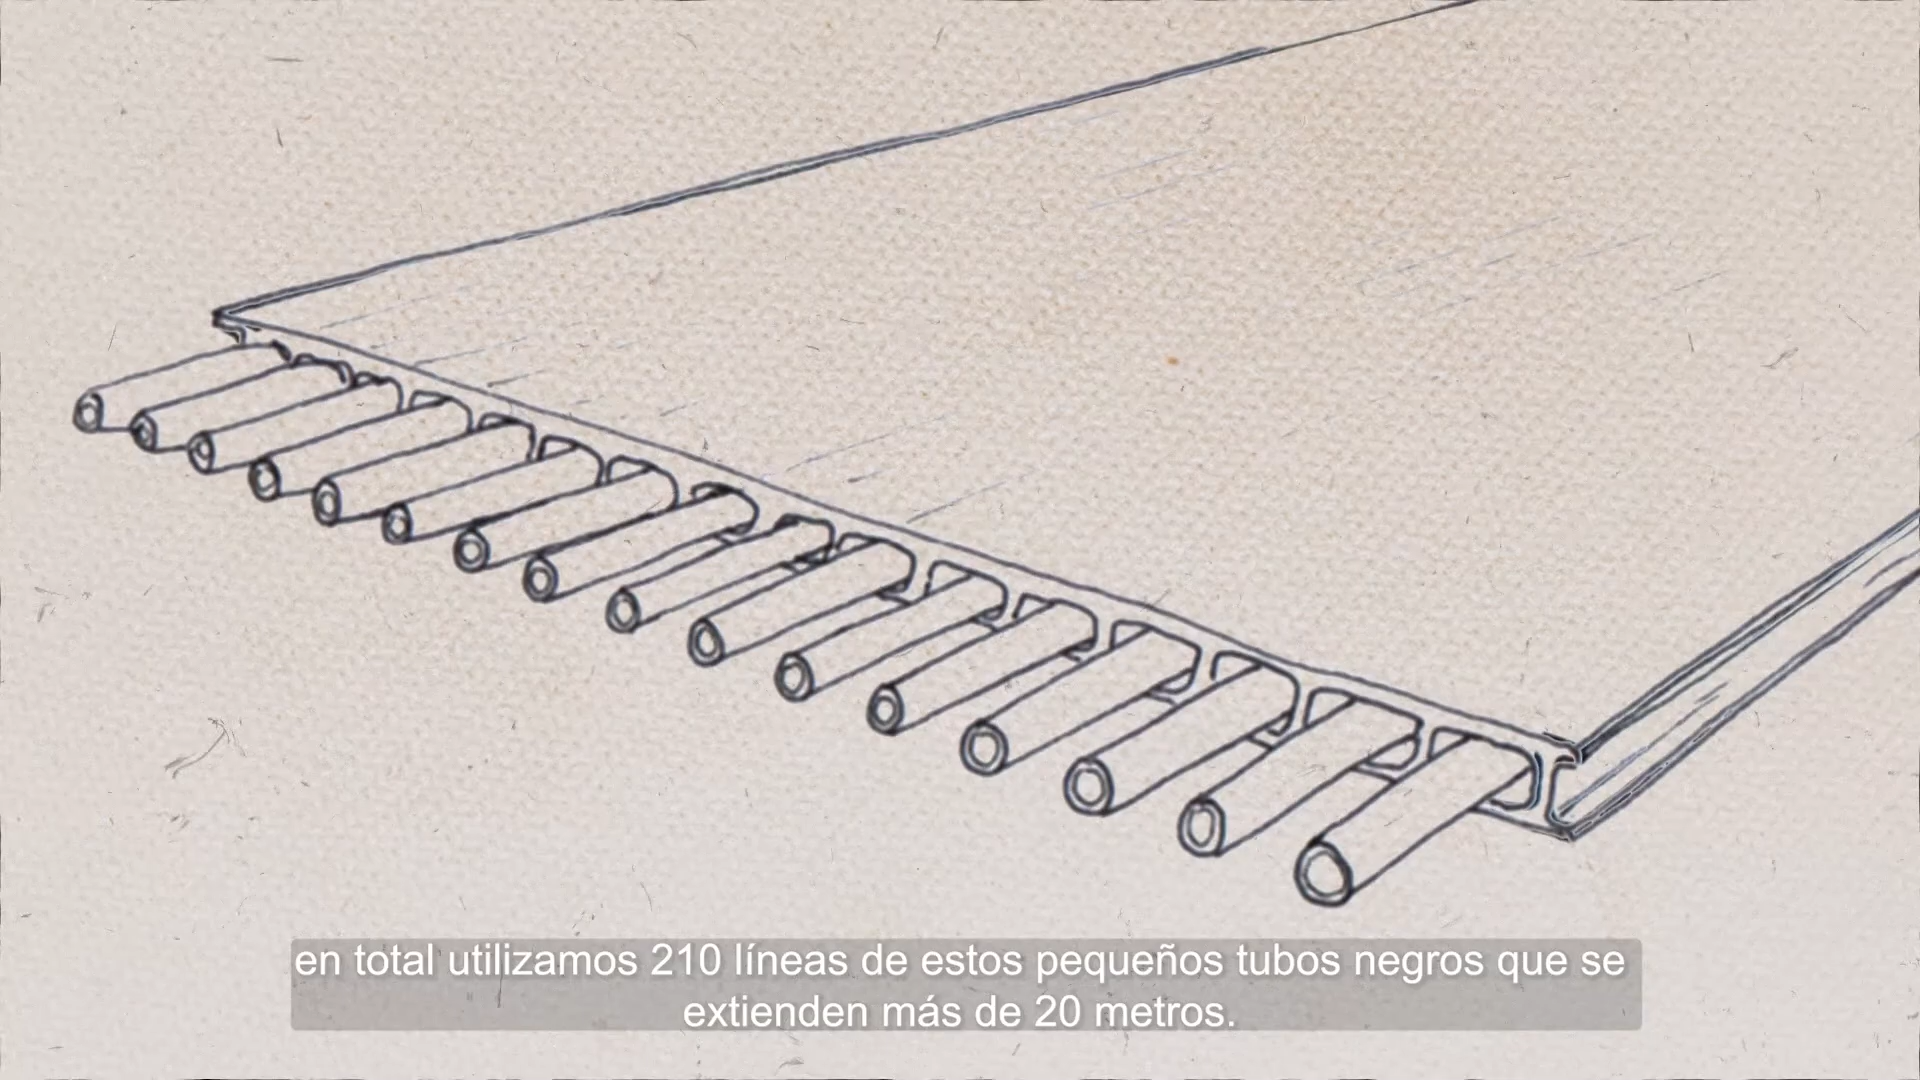 en total utilizamos 210 líneas de estos pequeños tubos negros que se
extienden más de 20 metros.